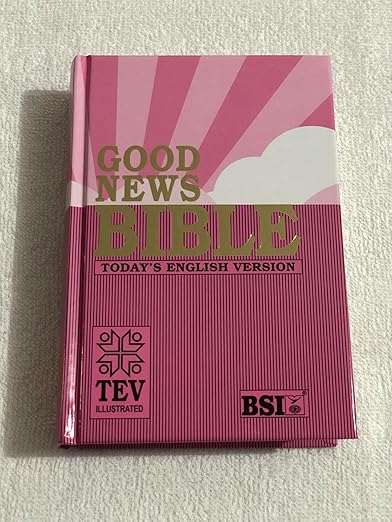 GOOD
NEWS
BIBLE
TODAY'S ENGLISH VERSION
TEV
ILLUSTRATED
BSI
®